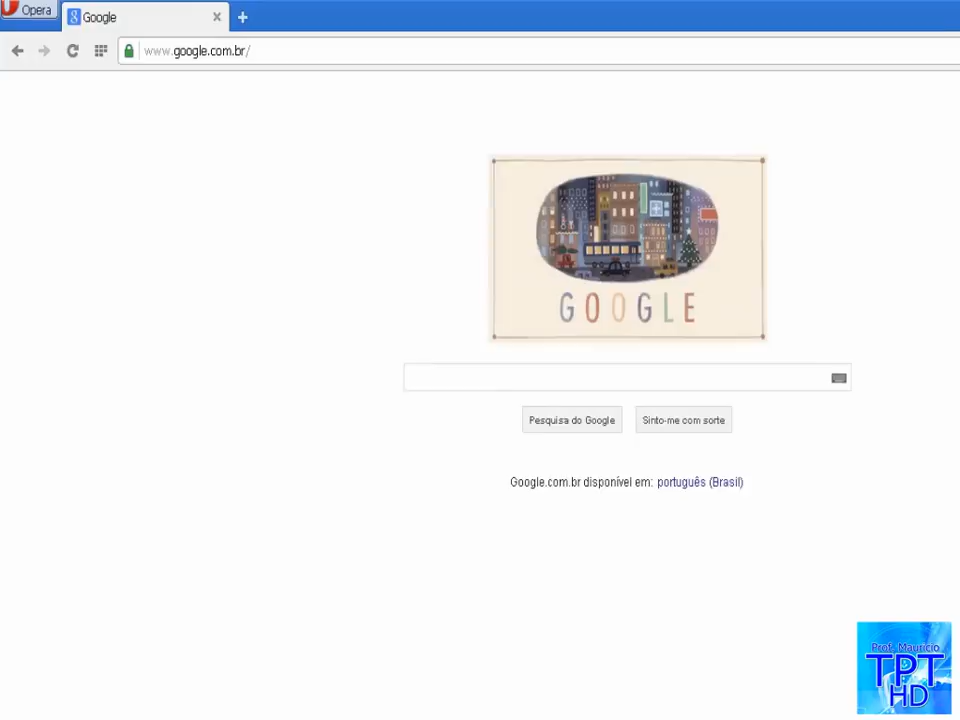 Opera
Google
www.google.com.br/
GOOGLE
Pesquisa do Google
Sinto-me com sorte
Google.com.br disponível em: português (Brasil)
Prof. Mauricio
TPT
HD